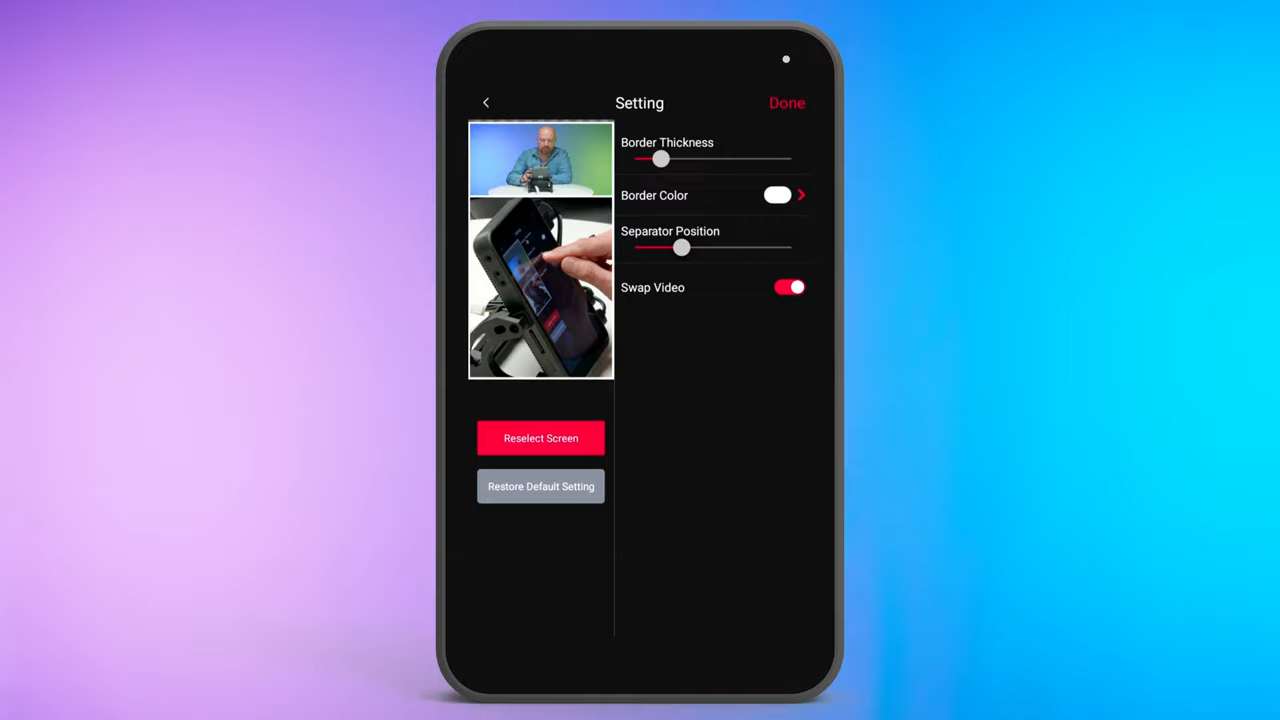 Setting
Done
Border Thickness
Border Color
Separator Position
Swap Video
Reselect Screen
Restore Default Setting